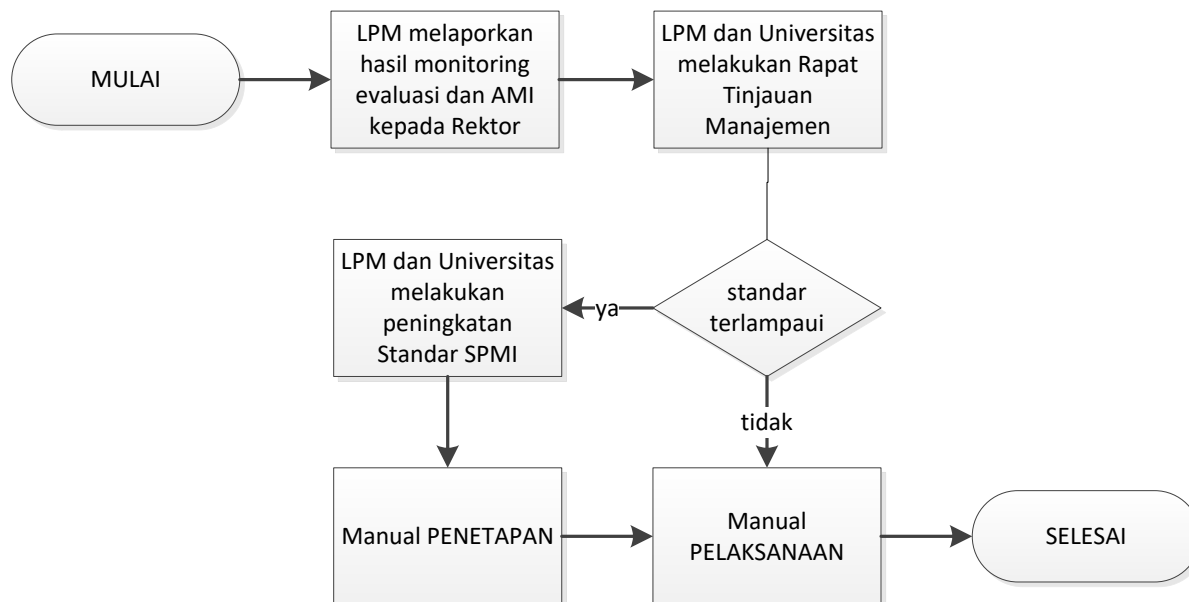 MULAI
LPM melaporkan
hasil monitoring
evaluasi dan AMI
kepada Rektor
LPM dan Universitas
melakukan Rapat
Tinjauan
Manajemen
LPM dan Universitas
melakukan
peningkatan
Standar SPMI
ya
standar
terlampaui
tidak
Manual PENETAPAN
Manual
PELAKSANAAN
SELESAI